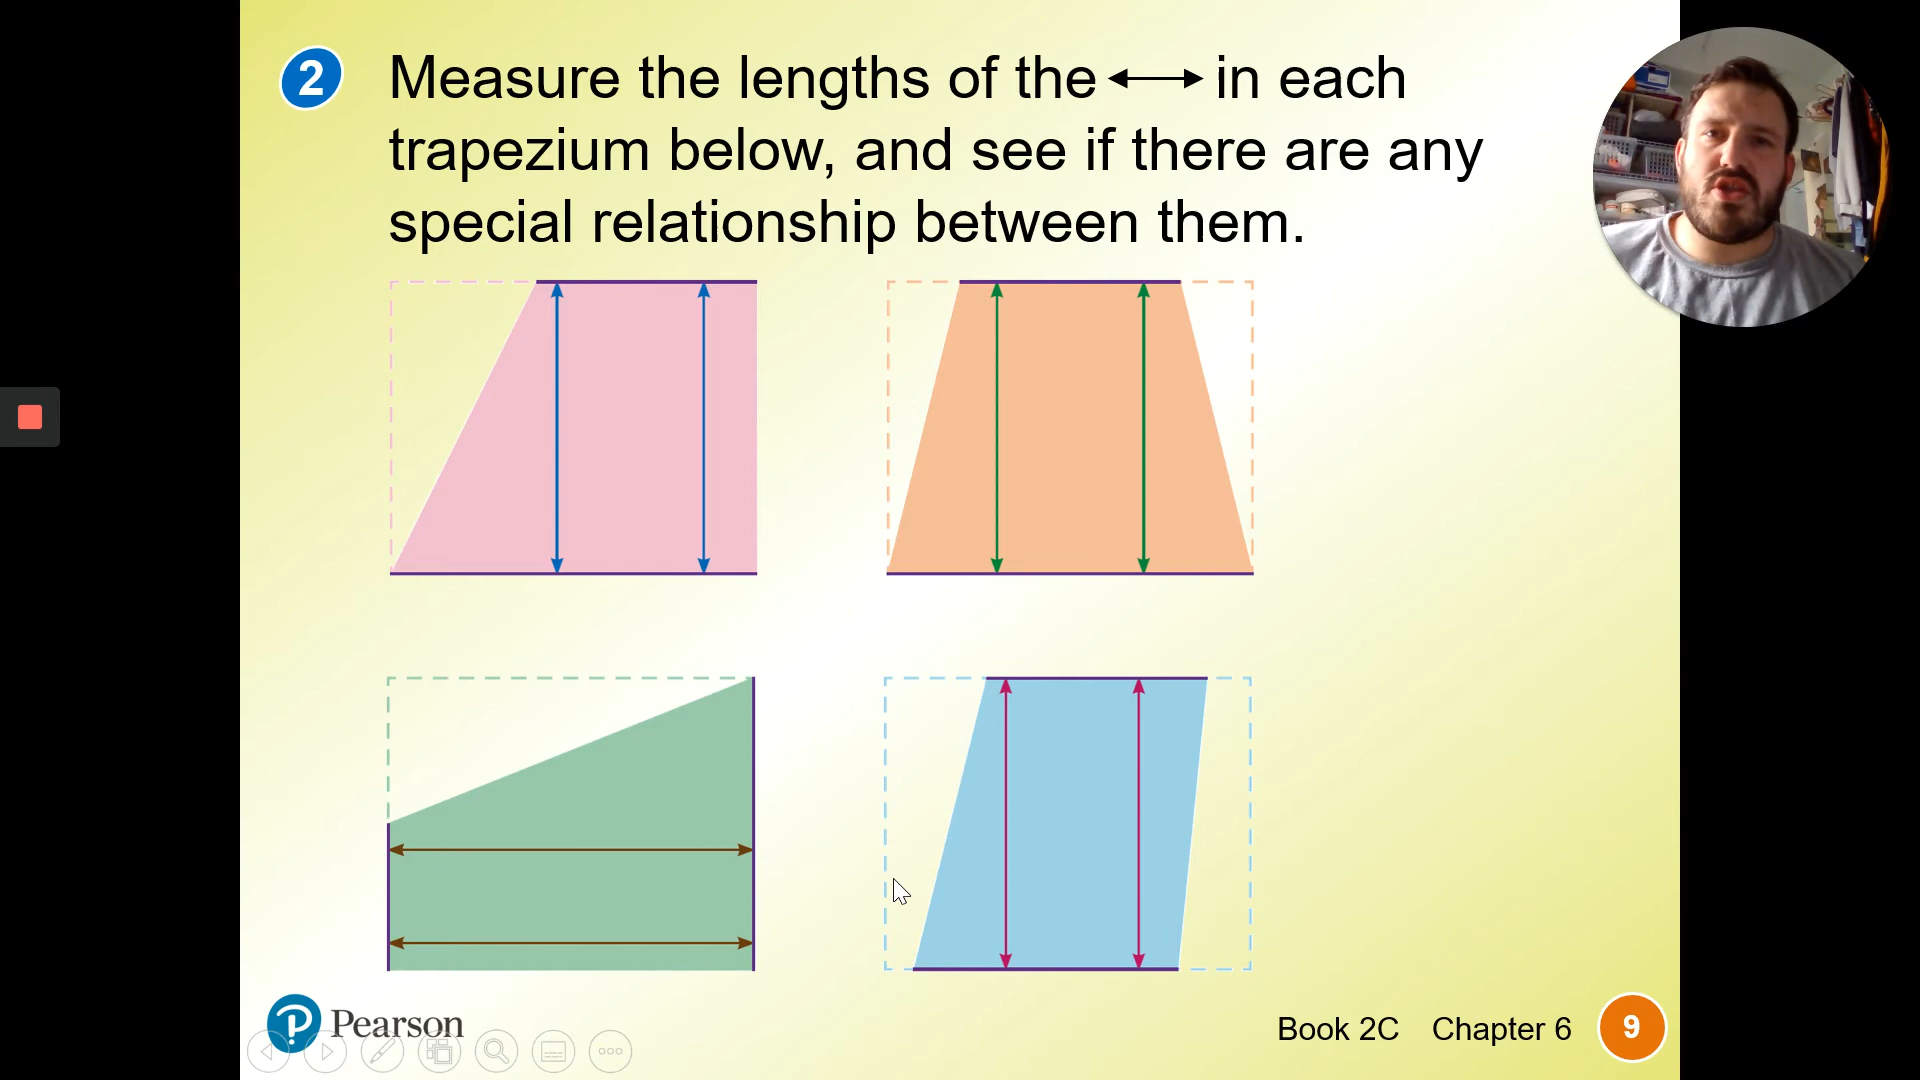 2 Measure the lengths of the in each
trapezium below, and see if there are any
special relationship between them.
Pearson
Book 2C Chapter 6 9